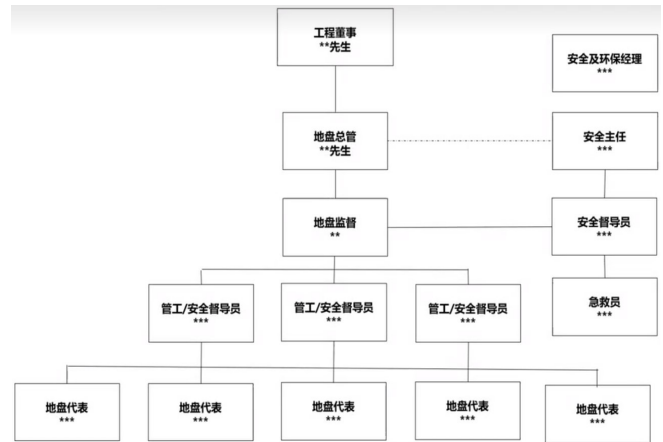 工程董事
**先生
安全及环保经理
***
地盘总管
**先生
安全主任
***
地盘监督
**
安全督导员
***
管工/安全督导员
***
管工/安全督导员
***
管工/安全督导员
***
急救员
***
地盘代表
***
地盘代表
***
地盘代表
***
地盘代表
***
地盘代表
***